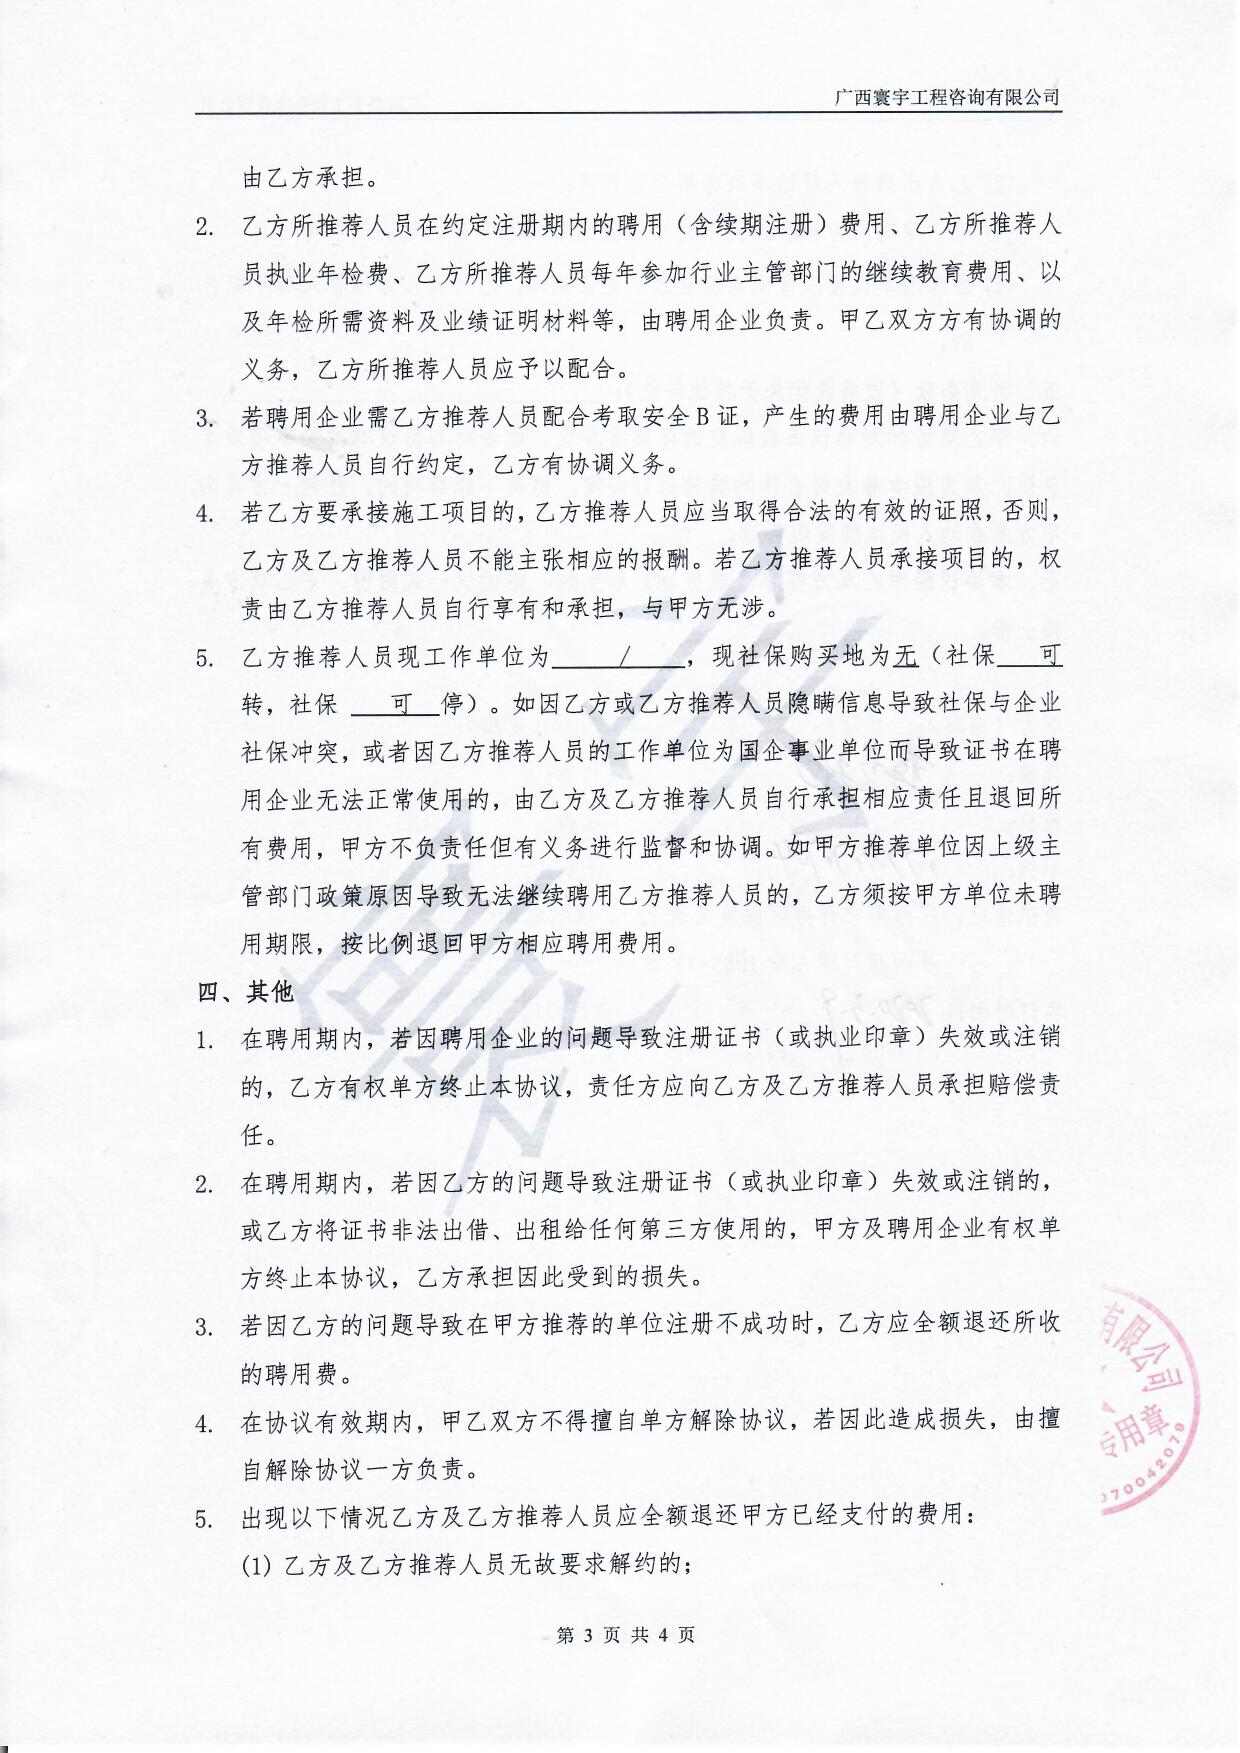 广西寰宇工程咨询有限公司
由乙方承担。
2. 乙方所推荐人员在约定注册期内的聘用（含续期注册）费用、乙方所推荐人
员执业年检费、乙方所推荐人员每年参加行业主管部门的继续教育费用、以
及年检所需资料及业绩证明材料等，由聘用企业负责。甲乙双方方有协调的
义务，乙方所推荐人员应予以配合。
3. 若聘用企业需乙方推荐人员配合考取安全B证，产生的费用由聘用企业与乙
方推荐人员自行约定，乙方有协调义务。
4. 若乙方要承接施工项目的，乙方推荐人员应当取得合法的有效的证照，否则，
乙方及乙方推荐人员不能主张相应的报酬。若乙方推荐人员承接项目的，权
责由乙方推荐人员自行享有和承担，与甲方无涉。
5. 乙方推荐人员现工作单位为 / ，现社保购买地为无（社保 可
转，社保 可 停）。如因乙方或乙方推荐人员隐瞒信息导致社保与企业
社保冲突，或者因乙方推荐人员的工作单位为国企事业单位而导致证书在聘
用企业无法正常使用的，由乙方及乙方推荐人员自行承担相应责任且退回所
有费用，甲方不负责任但有义务进行监督和协调。如甲方推荐单位因上级主
管部门政策原因导致无法继续聘用乙方推荐人员的，乙方须按甲方单位未聘
用期限，按比例退回甲方相应聘用费用。
四、其他
1. 在聘用期内，若因聘用企业的问题导致注册证书（或执业印章）失效或注销
的，乙方有权单方终止本协议，责任方应向乙方及乙方推荐人员承担赔偿责
任。
2. 在聘用期内，若因乙方的问题导致注册证书（或执业印章）失效或注销的，
或乙方将证书非法出借、出租给任何第三方使用的，甲方及聘用企业有权单
方终止本协议，乙方承担因此受到的损失。
3. 若因乙方的问题导致在甲方推荐的单位注册不成功时，乙方应全额退还所收
的聘用费。
4. 在协议有效期内，甲乙双方不得擅自单方解除协议，若因此造成损失，由擅
自解除协议一方负责。
5. 出现以下情况乙方及乙方推荐人员应全额退还甲方已经支付的费用：
(1) 乙方及乙方推荐人员无故要求解约的；
第 3 页 共 4 页
寰宇
有限公司
专用章
070042079